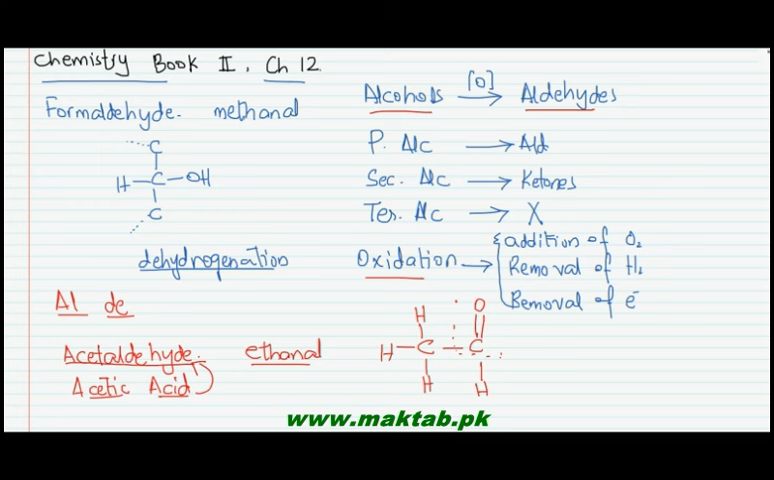 Chemistry Book II, Ch 12
Formaldehyde. methanal
C
H – C – OH
C
dehydrogenation
Al de
Acetaldehyde. ethanal
Acetic Acid
Alcohols [O] → Aldehydes
P. Alc → Ald
Sec. Alc → Ketones
Ter. Alc → X
Oxidation → addition of O₂
Removal of H₂
Removal of e⁻
H O
H – C – C
H H
www.maktab.pk